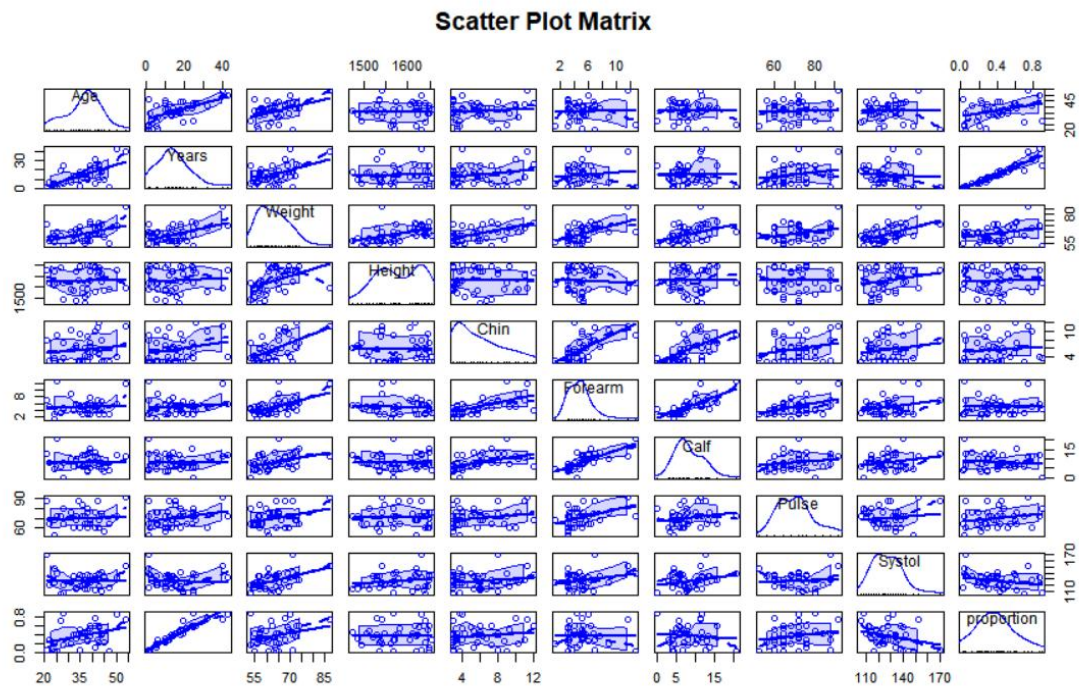 Scatter Plot Matrix
0 20 40 1500 1600 2 6 10 60 80 0.0 0.4 0.8
Age 20 45
0 30 Years
Weight 55 80
1500 Height
Chin 4 10
2 8 Forearm
Calf 0 15
60 90 Pulse
Systol 110 170
0.0 0.8 proportion
20 35 50 55 70 85 4 8 12 0 5 15 110 140 170